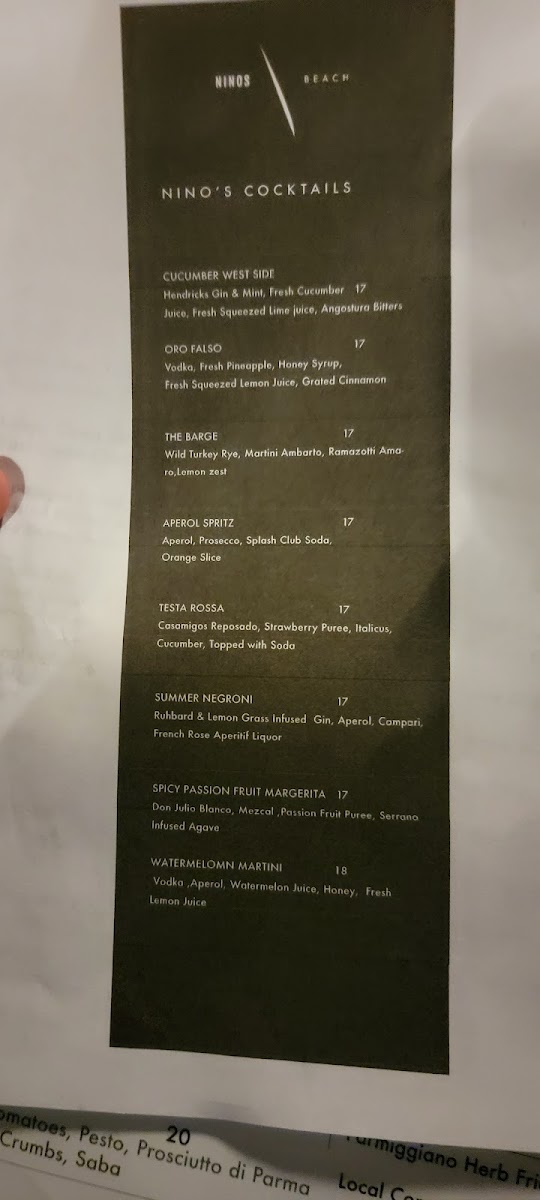 NINOS BEACH
NINO'S COCKTAILS
CUCUMBER WEST SIDE
Hendricks Gin & Mint, Fresh Cucumber 17
Juice, Fresh Squeezed Lime juice, Angostura Bitters
ORO FALSO 17
Vodka, Fresh Pineapple, Honey Syrup,
Fresh Squeezed Lemon Juice, Grated Cinnamon
THE BARGE 17
Wild Turkey Rye, Martini Ambarto, Ramazotti Ama-
ro,Lemon zest
APEROL SPRITZ 17
Aperol, Prosecco, Splash Club Soda,
Orange Slice
TESTA ROSSA 17
Casamigos Reposado, Strawberry Puree, Italicus,
Cucumber, Topped with Soda
SUMMER NEGRONI 17
Ruhbard & Lemon Grass Infused Gin, Aperol, Campari,
French Rose Aperitif Liquor
SPICY PASSION FRUIT MARGERITA 17
Don Julio Blanco, Mezcal ,Passion Fruit Puree, Serrano
Infused Agave
WATERMELOMN MARTINI 18
Vodka ,Aperol, Watermelon Juice, Honey, Fresh
Lemon Juice
20
omatoes, Pesto, Prosciutto di Parma
Crumbs, Saba
armiggiano Herb Fri
Local Co